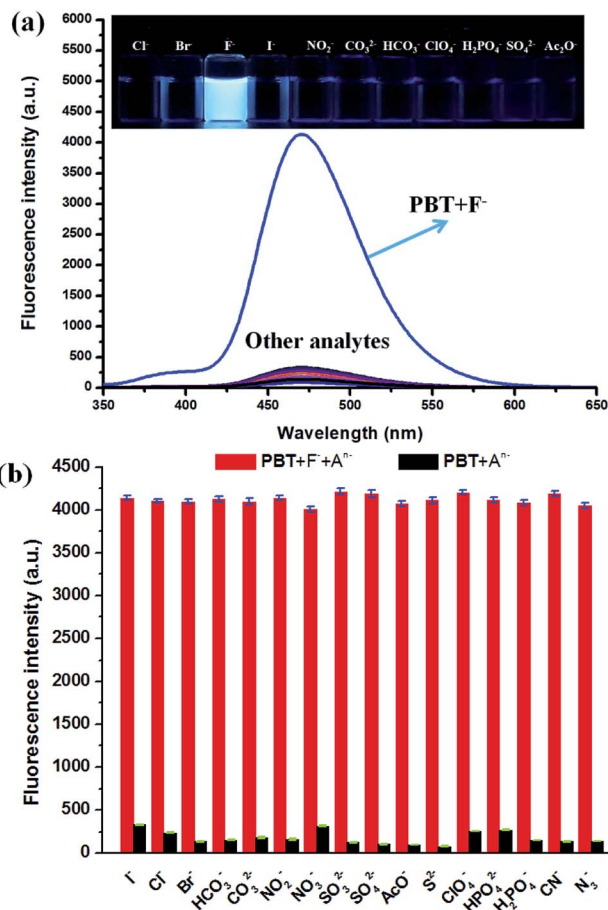 (a)
Cl⁻ Br⁻ F⁻ I⁻ NO₂⁻ CO₃²⁻ HCO₃⁻ ClO₄⁻ H₂PO₄⁻ SO₄²⁻ Ac₂O⁻
6000
5500
5000
4500
4000
3500
3000
2500
2000
1500
1000
500
0
Fluorescence intensity (a.u.)
PBT+F⁻
Other analytes
350 400 450 500 550 600 650
Wavelength (nm)
(b)
PBT+F⁻+Aⁿ⁻ PBT+Aⁿ⁻
4500
4000
3500
3000
2500
2000
1500
1000
500
0
Fluorescence intensity (a.u.)
I⁻ Cl⁻ Br⁻ HCO₃⁻ CO₃²⁻ NO₂⁻ NO₃⁻ SO₃²⁻ SO₄²⁻ AcO⁻ S²⁻ ClO₄⁻ HPO₄²⁻ H₂PO₄⁻ CN⁻ N₃⁻